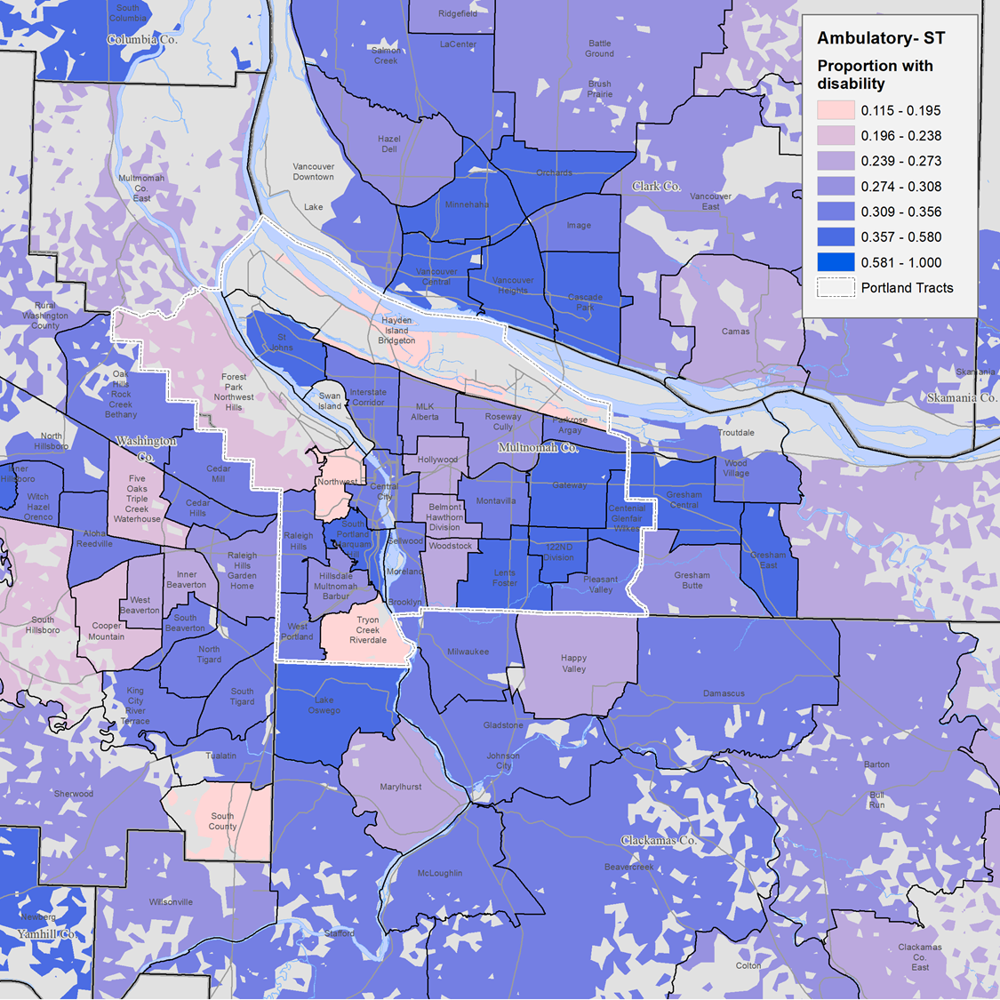 South
Columbia
Columbia Co.
Ridgefield
LaCenter
Salmon
Creek
Battle
Ground
Brush
Prairie
Ambulatory- ST
Proportion with
disability
0.115 - 0.195
0.196 - 0.238
0.239 - 0.273
0.274 - 0.308
0.309 - 0.356
0.357 - 0.580
0.581 - 1.000
Portland Tracts
Hazel
Dell
Vancouver
Downtown
Orchards
Multnomah
Co.
East
Clark Co.
Lake
Minnehaha
Vancouver
East
Image
Vancouver
Central
Vancouver
Heights
Cascade
Park
Rural
Washington
County
Hayden
Island
Bridgeton
Camas
St
Johns
Skamania
Skamania Co.
Oak
Hills
Rock
Creek
Bethany
Forest
Park
Northwest
Hills
Swan
Island
Interstate
Corridor
MLK
Alberta
Roseway
Cully
Parkrose
Argay
Troutdale
North
Hillsboro
Washington
Co.
Multnomah Co.
Hollywood
Wood
Village
Inner
Hillsboro
Witch
Hazel
Orenco
Five
Oaks
Triple
Creek
Waterhouse
Cedar
Mill
Cedar
Hills
Northwest
Central
City
Gateway
Montavilla
Gresham
Central
Belmont
Hawthorn
Division
Centenial
Glenfair
Wilkes
Aloha
Reedville
Raleigh
Hills
South
Portland
Marquam
Hill
Sellwood
Moreland
Brooklyn
Woodstock
122ND
Division
Gresham
East
Raleigh
Hills
Garden
Home
Inner
Beaverton
Hillsdale
Multnomah
Barbur
Lents
Foster
Pleasant
Valley
Gresham
Butte
West
Beaverton
South
Beaverton
South
Hillsboro
Cooper
Mountain
West
Portland
Tryon
Creek
Riverdale
North
Tigard
Milwaukee
Happy
Valley
King
City
River
Terrace
South
Tigard
Lake
Oswego
Damascus
Gladstone
Tualatin
Johnson
City
Barton
Sherwood
Marylhurst
Bull
Run
South
County
Clackamas Co.
Beavercreek
McLoughlin
Wilsonville
Newberg
Yamhill Co.
Stafford
Colton
Clackamas
Co.
East